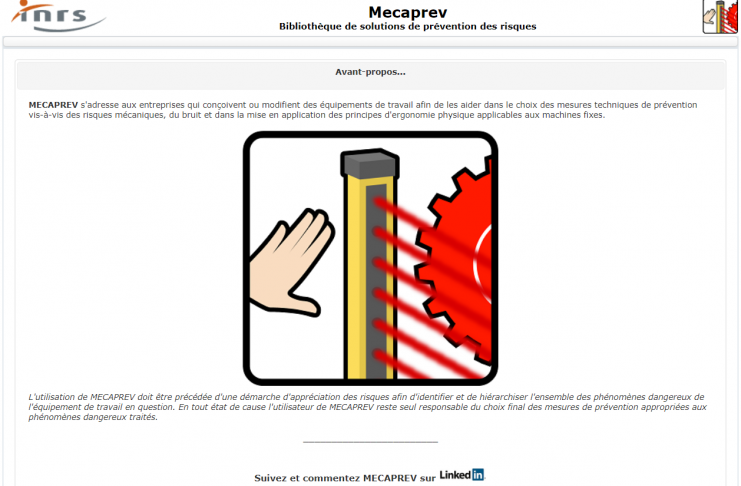 inrs
Mecaprev
Bibliothèque de solutions de prévention des risques
Avant-propos...
MECAPREV s'adresse aux entreprises qui conçoivent ou modifient des équipements de travail afin de les aider dans le choix des mesures techniques de prévention
vis-à-vis des risques mécaniques, du bruit et dans la mise en application des principes d'ergonomie physique applicables aux machines fixes.
L'utilisation de MECAPREV doit être précédée d'une démarche d'appréciation des risques afin d'identifier et de hiérarchiser l'ensemble des phénomènes dangereux de
l'équipement de travail en question. En tout état de cause l'utilisateur de MECAPREV reste seul responsable du choix final des mesures de prévention appropriées aux
phénomènes dangereux traités.
Suivez et commentez MECAPREV sur Linked in